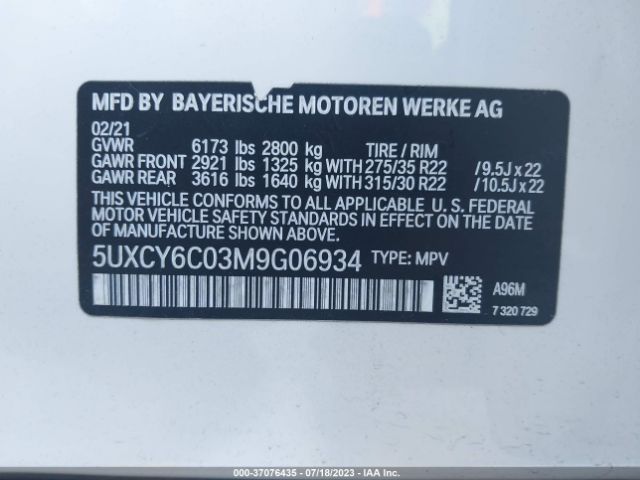 MFD BY BAYERISCHE MOTOREN WERKE AG
02/21
GVWR 6173 lbs 2800 kg TIRE / RIM
GAWR FRONT 2921 lbs 1325 kg WITH 275/35 R22 / 9.5J x 22
GAWR REAR 3616 lbs 1640 kg WITH 315/30 R22 / 10.5J x 22
THIS VEHICLE CONFORMS TO ALL APPLICABLE U. S. FEDERAL
MOTOR VEHICLE SAFETY STANDARDS IN EFFECT ON THE DATE
OF MANUFACTURE SHOWN ABOVE.
5UXCY6C03M9G06934 TYPE: MPV
A96M
7 320 729
000-37076435 - 07/18/2023 - IAA Inc.